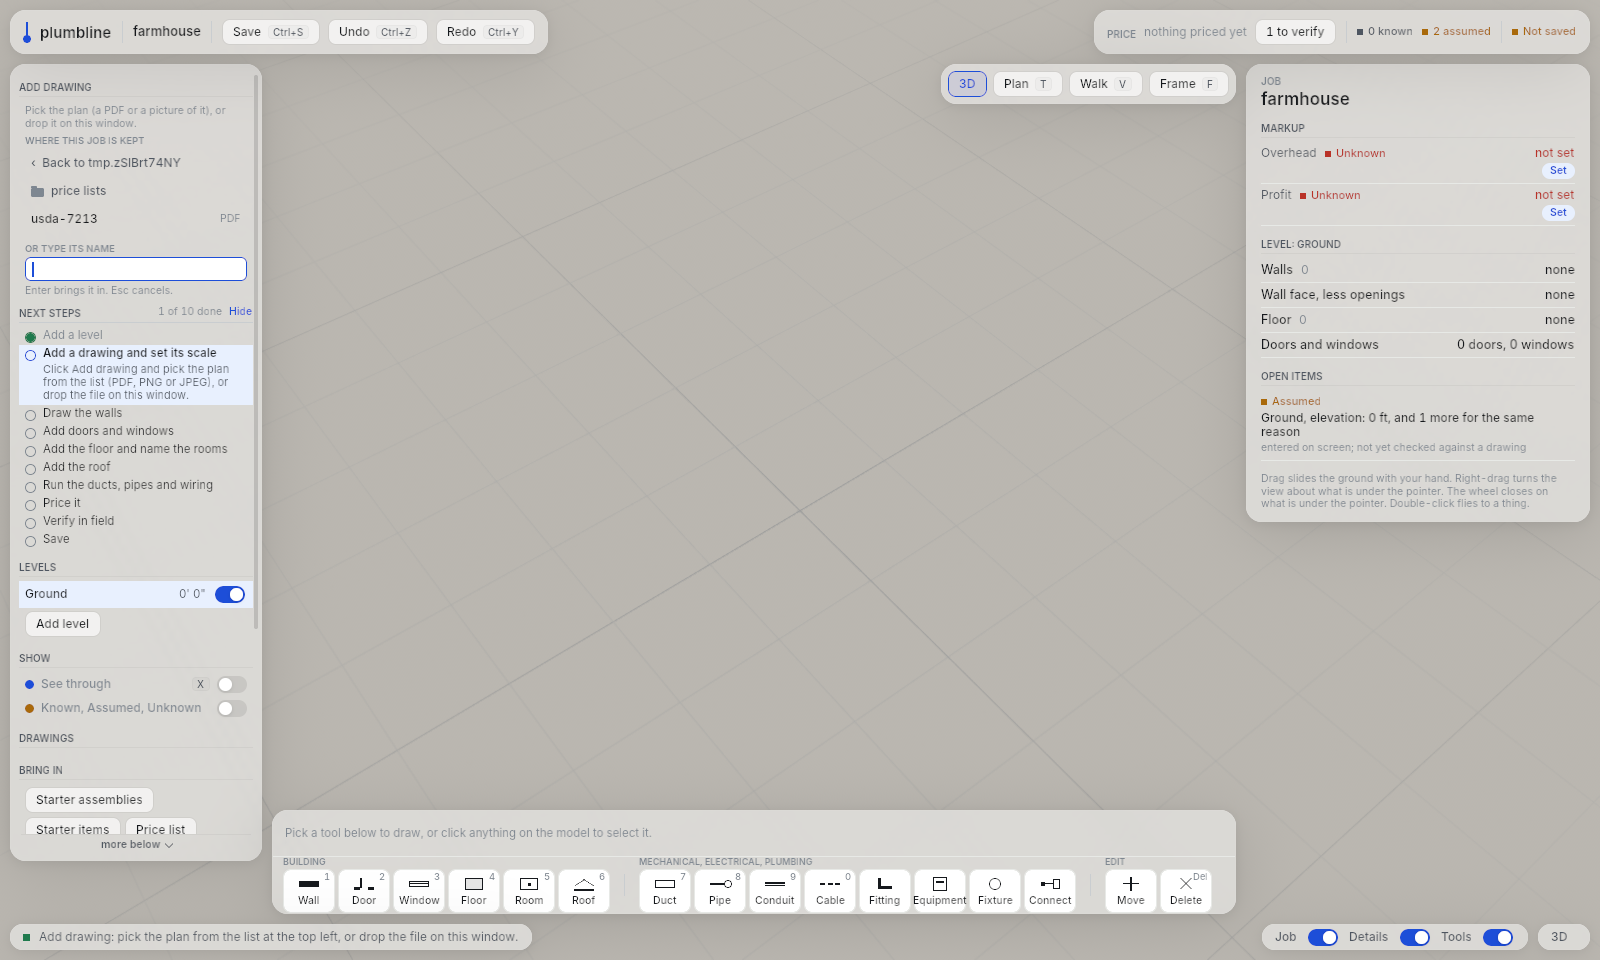 plumbline
farmhouse
Save Ctrl+S
Undo Ctrl+Z
Redo Ctrl+Y
PRICE nothing priced yet
1 to verify
0 known
2 assumed
Not saved
3D
Plan T
Walk V
Frame F
ADD DRAWING
Pick the plan (a PDF or a picture of it), or
drop it on this window.
WHERE THIS JOB IS KEPT
‹ Back to tmp.zSIBrt74NY
price lists
usda-7213 PDF
OR TYPE ITS NAME
Enter brings it in. Esc cancels.
NEXT STEPS 1 of 10 done Hide
Add a level
Add a drawing and set its scale
Click Add drawing and pick the plan
from the list (PDF, PNG or JPEG), or
drop the file on this window.
Draw the walls
Add doors and windows
Add the floor and name the rooms
Add the roof
Run the ducts, pipes and wiring
Price it
Verify in field
Save
LEVELS
Ground 0' 0"
Add level
SHOW
See through X
Known, Assumed, Unknown
DRAWINGS
BRING IN
Starter assemblies
Starter items Price list
more below
JOB
farmhouse
MARKUP
Overhead Unknown not set
Set
Profit Unknown not set
Set
LEVEL: GROUND
Walls 0 none
Wall face, less openings none
Floor 0 none
Doors and windows 0 doors, 0 windows
OPEN ITEMS
Assumed
Ground, elevation: 0 ft, and 1 more for the same
reason
entered on screen; not yet checked against a drawing
Drag slides the ground with your hand. Right-drag turns the
view about what is under the pointer. The wheel closes on
what is under the pointer. Double-click flies to a thing.
Pick a tool below to draw, or click anything on the model to select it.
BUILDING
1 Wall
2 Door
3 Window
4 Floor
5 Room
6 Roof
MECHANICAL, ELECTRICAL, PLUMBING
7 Duct
8 Pipe
9 Conduit
0 Cable
Fitting
Equipment
Fixture
Connect
EDIT
Move
Del Delete
Add drawing: pick the plan from the list at the top left, or drop the file on this window.
Job
Details
Tools
3D